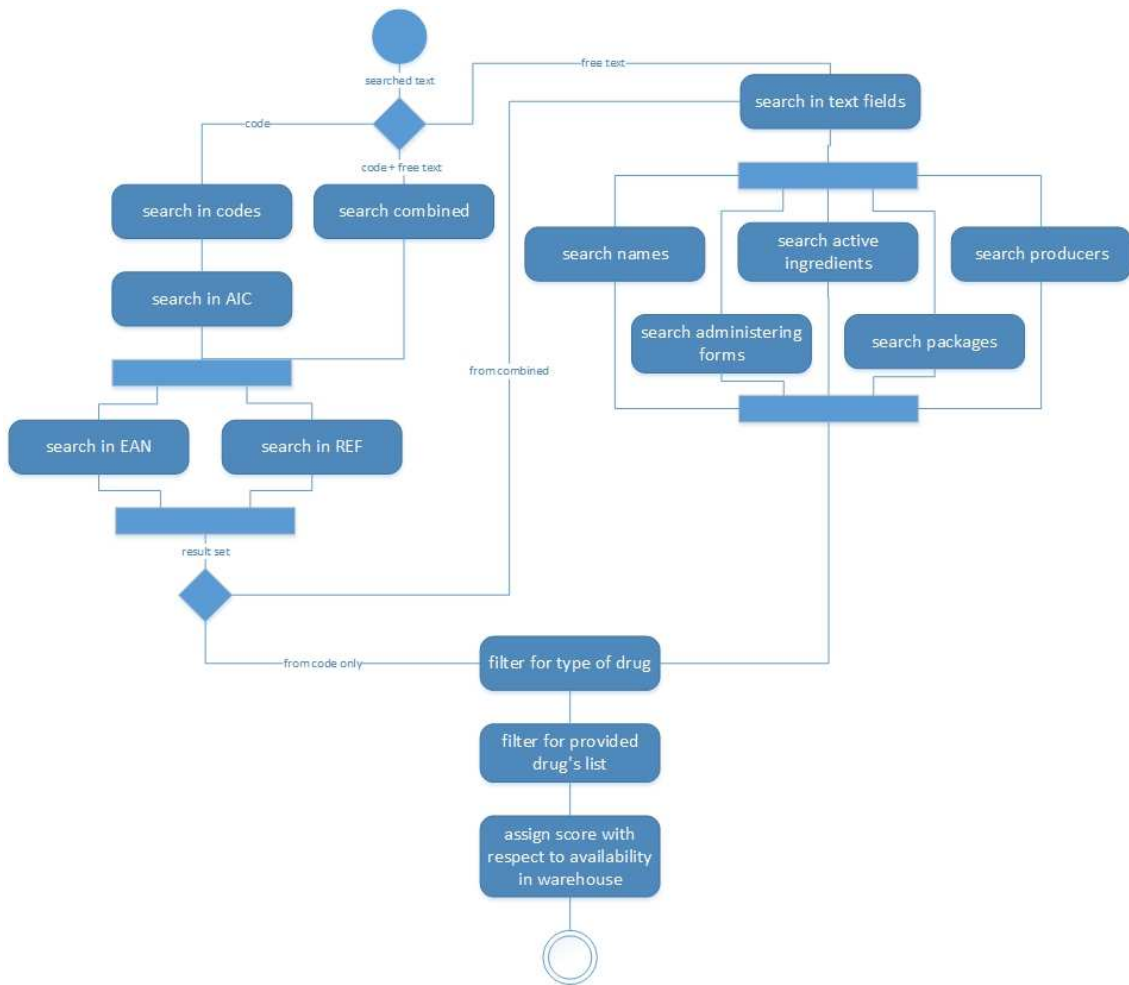 searched text
free text
code
code + free text
search in text fields
search in codes
search combined
search names
search active
ingredients
search producers
search in AIC
search administering
forms
search packages
from combined
search in EAN
search in REF
result set
from code only
filter for type of drug
filter for provided
drug's list
assign score with
respect to availability
in warehouse